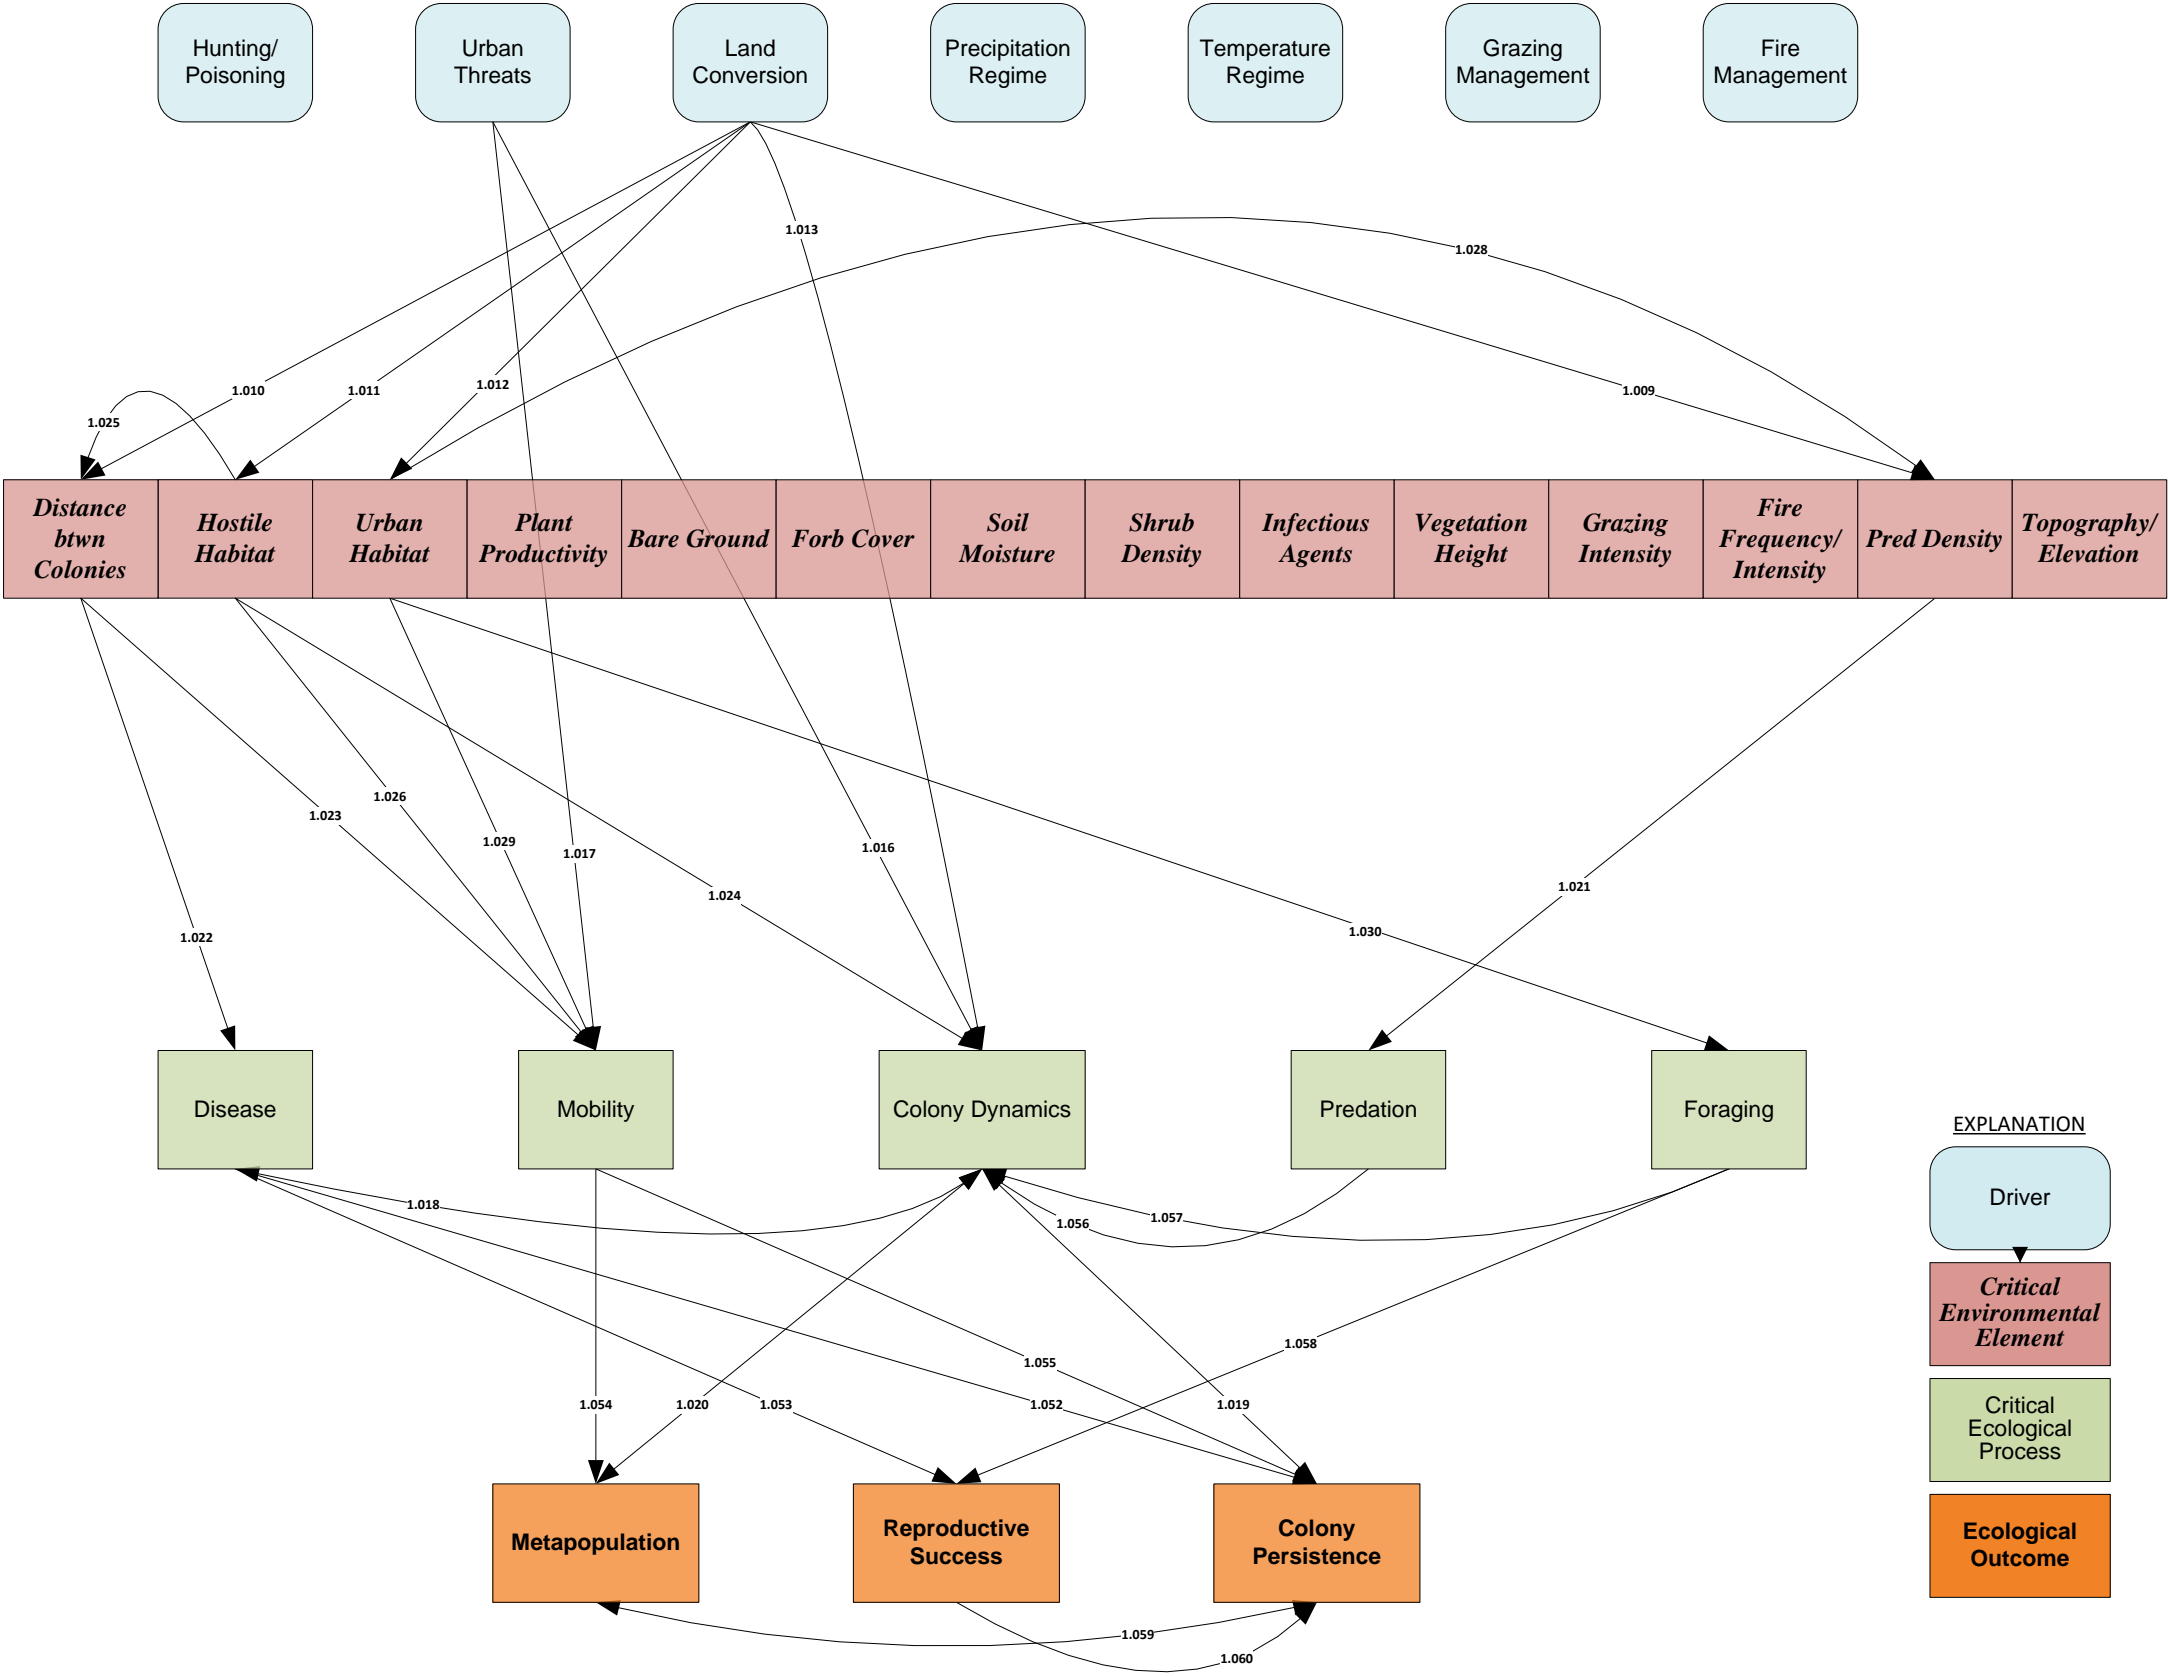 Hunting/
Poisoning
Urban
Threats
Land
Conversion
Precipitation
Regime
Temperature
Regime
Grazing
Management
Fire
Management
1.013
1.028
1.010
1.011
1.012
1.009
1.025
Distance
btwn
Colonies
Hostile
Habitat
Urban
Habitat
Plant
Productivity
Bare Ground
Forb Cover
Soil
Moisture
Shrub
Density
Infectious
Agents
Vegetation
Height
Grazing
Intensity
Fire
Frequency/
Intensity
Pred Density
Topography/
Elevation
1.026
1.023
1.029
1.017
1.016
1.024
1.021
1.022
1.030
Disease
Mobility
Colony Dynamics
Predation
Foraging
1.018
1.056
1.057
1.058
1.055
1.054
1.020
1.053
1.052
1.019
Metapopulation
Reproductive
Success
Colony
Persistence
1.059
1.060
EXPLANATION
Driver
Critical
Environmental
Element
Critical
Ecological
Process
Ecological
Outcome